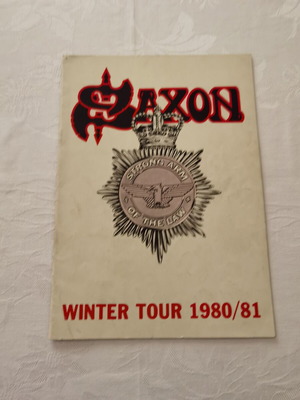 SAXON
STRONG ARM
OF THE LAW
WINTER TOUR 1980/81